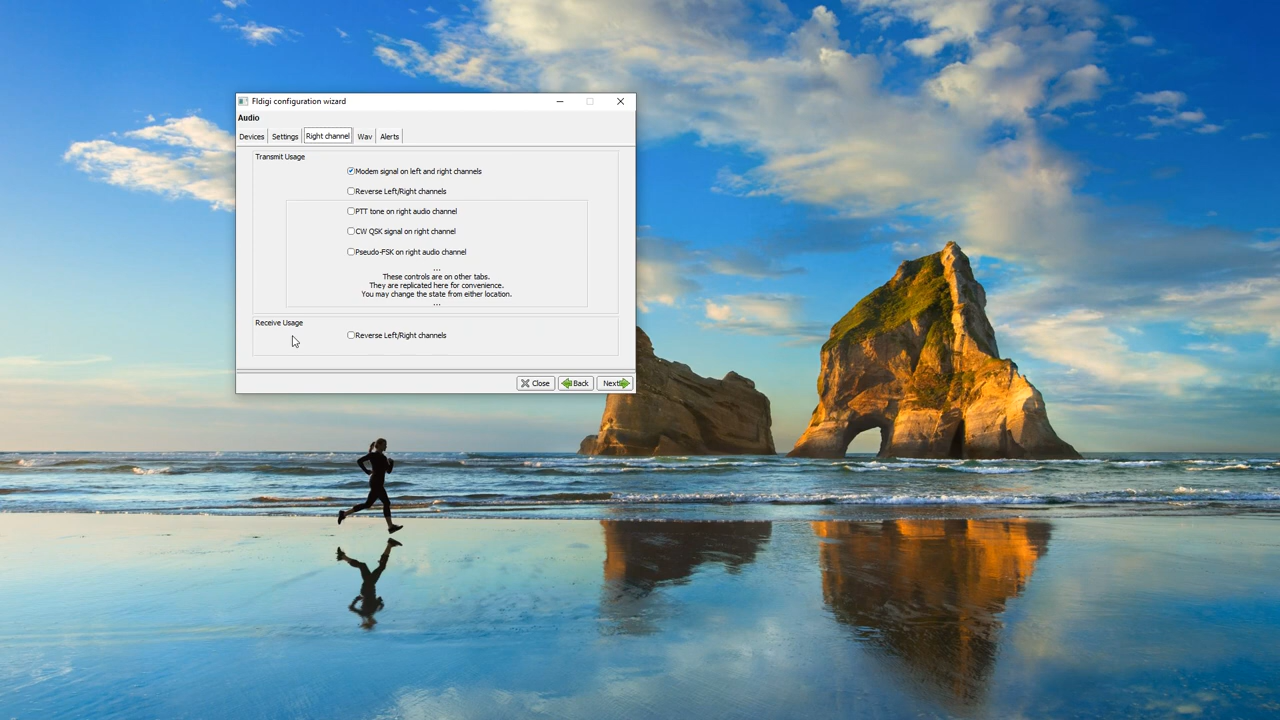 Fldigi configuration wizard
Audio
Devices Settings Right channel Wav Alerts
Transmit Usage
Modem signal on left and right channels
Reverse Left/Right channels
PTT tone on right audio channel
CW QSK signal on right channel
Pseudo-FSK on right audio channel
...
These controls are on other tabs.
They are replicated here for convenience.
You may change the state from either location.
...
Receive Usage
Reverse Left/Right channels
Close Back Next